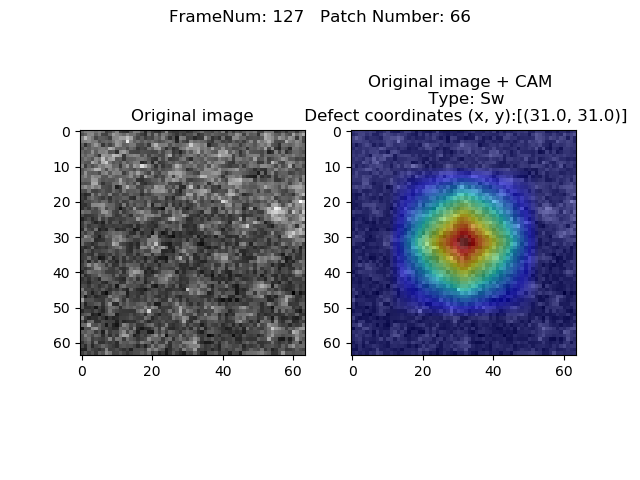 FrameNum: 127   Patch Number: 66
Original image
Original image + CAM
Type: Sw
Defect coordinates (x, y):[(31.0, 31.0)]
0
10
20
30
40
50
60
0 20 40 60
0
10
20
30
40
50
60
0 20 40 60